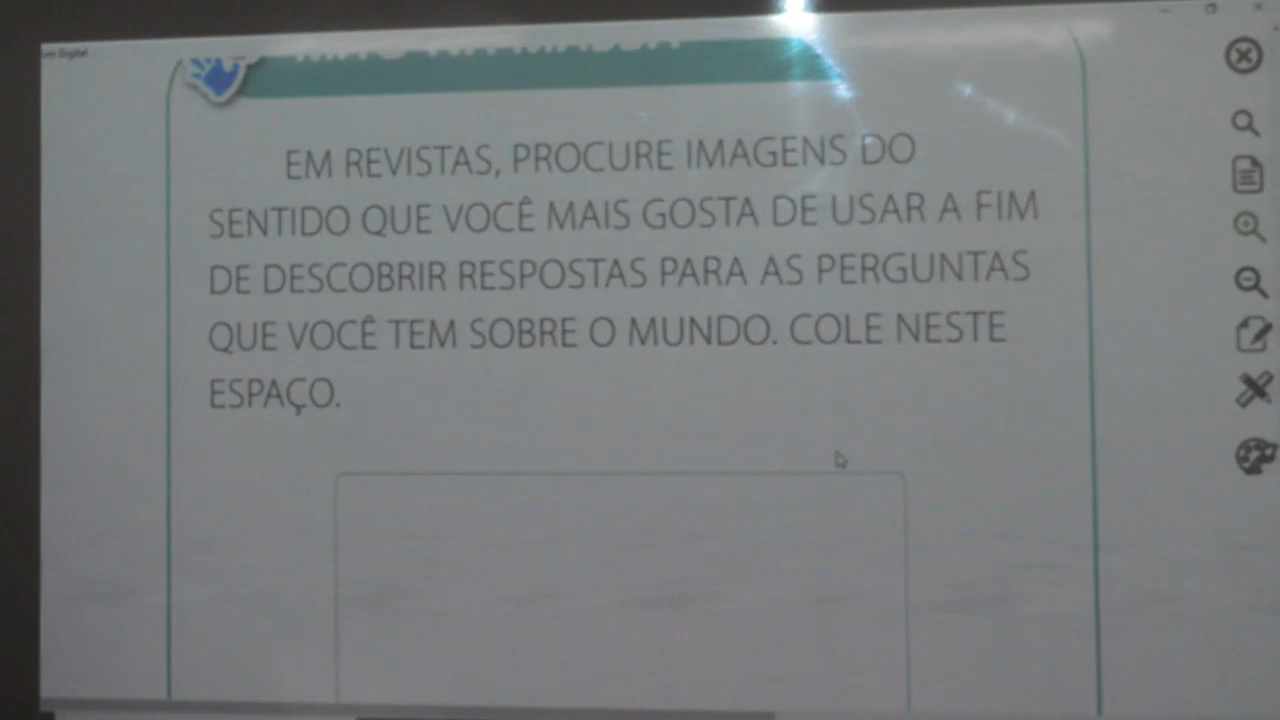 EM REVISTAS, PROCURE IMAGENS DO
SENTIDO QUE VOCÊ MAIS GOSTA DE USAR A FIM
DE DESCOBRIR RESPOSTAS PARA AS PERGUNTAS
QUE VOCÊ TEM SOBRE O MUNDO. COLE NESTE
ESPAÇO.